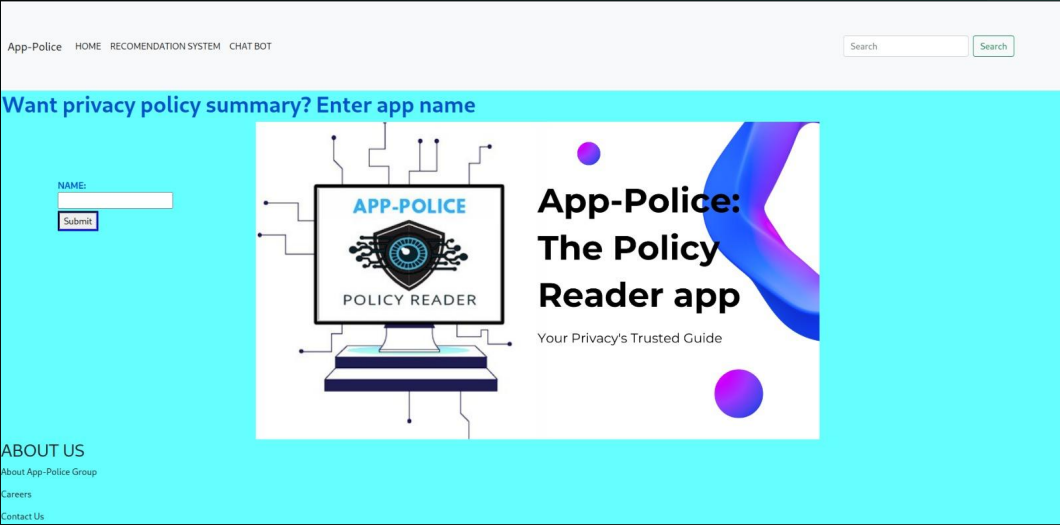 App-Police HOME RECOMENDATION SYSTEM CHAT BOT Search Search
Want privacy policy summary? Enter app name
NAME:
Submit
APP-POLICE
POLICY READER
App-Police:
The Policy
Reader app
Your Privacy's Trusted Guide
ABOUT US
About App-Police Group
Careers
Contact Us